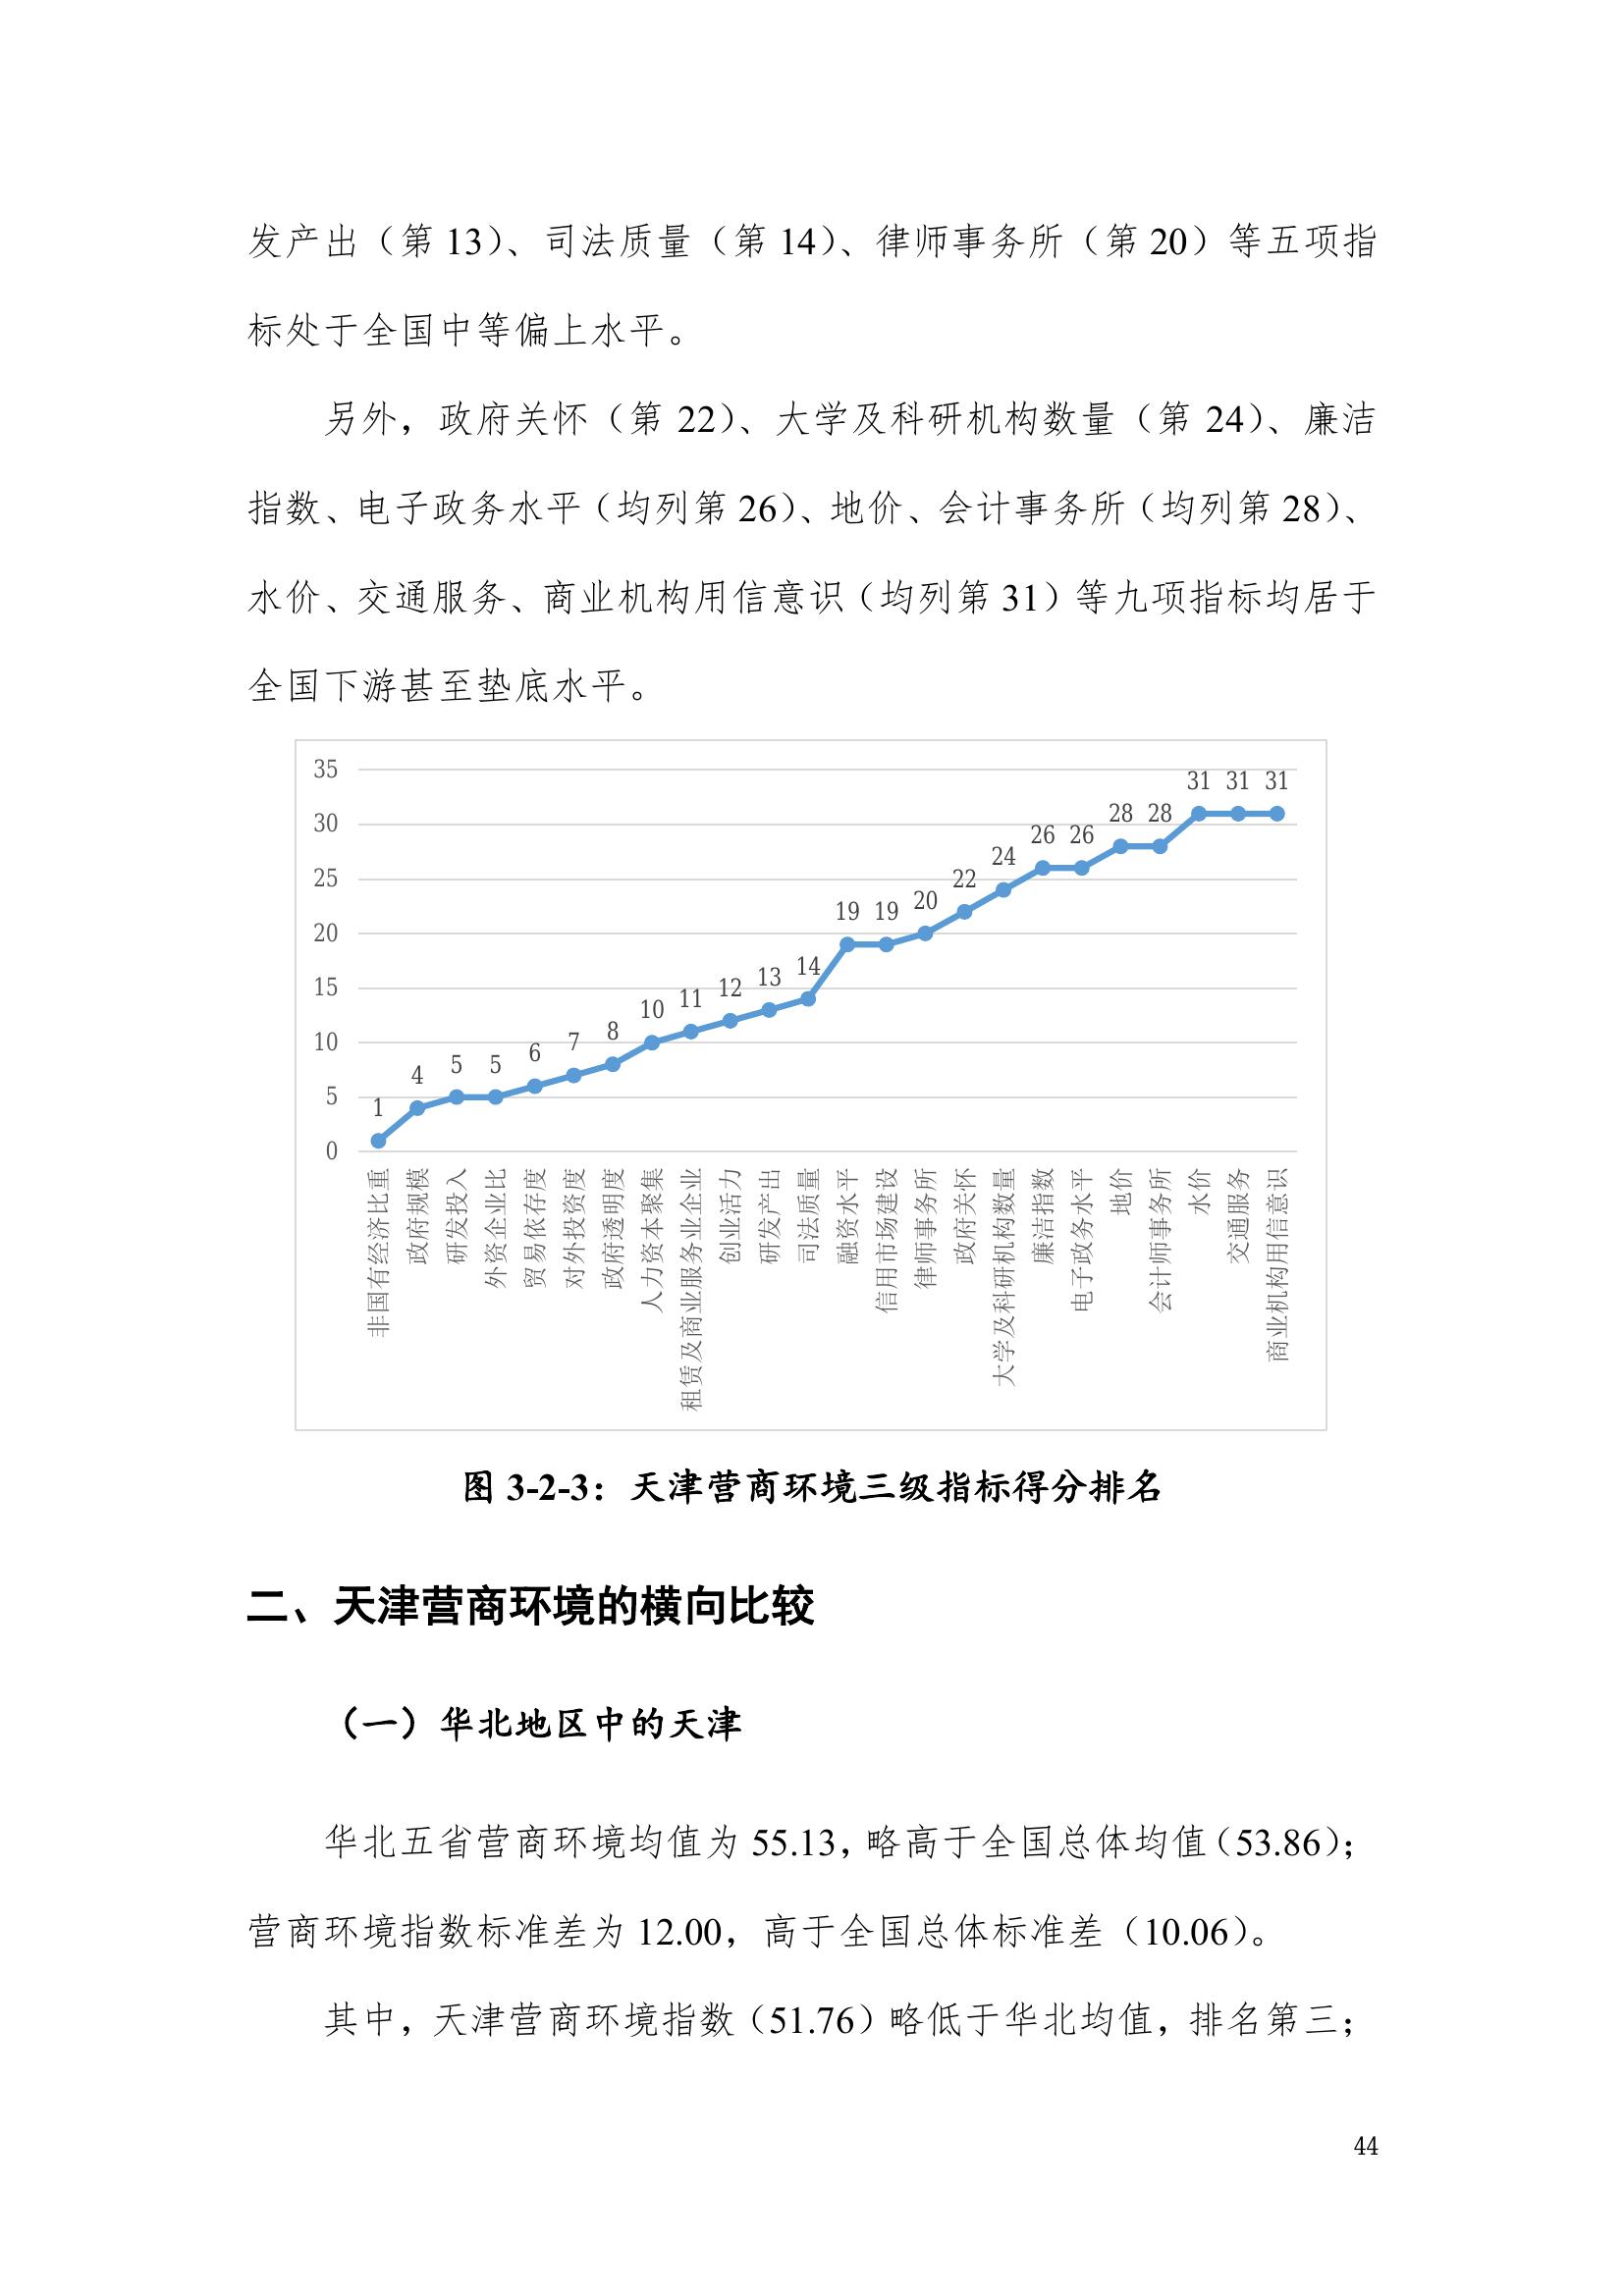 发产出（第 13）、司法质量（第 14）、律师事务所（第 20）等五项指
标处于全国中等偏上水平。
另外，政府关怀（第 22）、大学及科研机构数量（第 24）、廉洁
指数、电子政务水平（均列第 26）、地价、会计事务所（均列第 28）、
水价、交通服务、商业机构用信意识（均列第 31）等九项指标均居于
全国下游甚至垫底水平。
35
30
25
20
15
10
5
0
1
4
5
5
6
7
8
10
11
12
13
14
19
19
20
22
24
26
26
28
28
31
31
31
非国有经济比重
政府规模
研发投入
外资企业比
贸易依存度
对外投资度
政府透明度
人力资本聚集
租赁及商业服务业企业
创业活力
研发产出
司法质量
融资水平
信用市场建设
律师事务所
政府关怀
大学及科研机构数量
廉洁指数
电子政务水平
地价
会计师事务所
水价
交通服务
商业机构用信意识
图 3-2-3：天津营商环境三级指标得分排名
二、天津营商环境的横向比较
（一）华北地区中的天津
华北五省营商环境均值为 55.13，略高于全国总体均值（53.86）；
营商环境指数标准差为 12.00，高于全国总体标准差（10.06）。
其中，天津营商环境指数（51.76）略低于华北均值，排名第三；
44